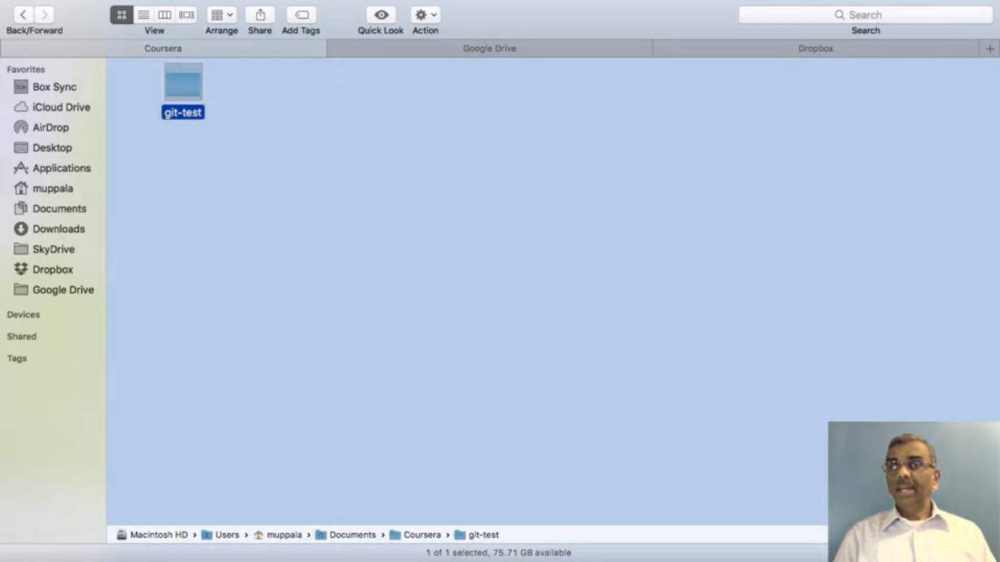 Back/Forward View Arrange Share Add Tags Quick Look Action Search
Search
Coursera Google Drive Dropbox +
Favorites
Box Sync
iCloud Drive
AirDrop
Desktop
Applications
muppala
Documents
Downloads
SkyDrive
Dropbox
Google Drive
Devices
Shared
Tags
git-test
Macintosh HD › Users › muppala › Documents › Coursera › git-test
1 of 1 selected, 75.71 GB available